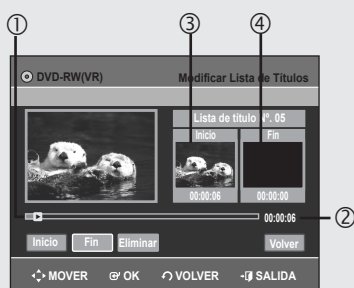 ① ③ ④
DVD-RW(VR) Modificar Lista de Títulos
Lista de título Nº. 05
Inicio Fin
00:00:06 00:00:00
00:00:06 ②
Inicio Fin Eliminar Volver
MOVER OK VOLVER SALIDA